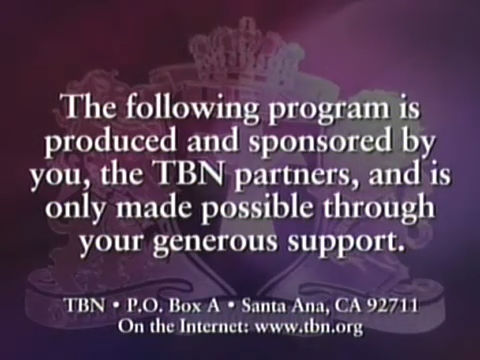 The following program is
produced and sponsored by
you, the TBN partners, and is
only made possible through
your generous support.
TBN • P.O. Box A • Santa Ana, CA 92711
On the Internet: www.tbn.org